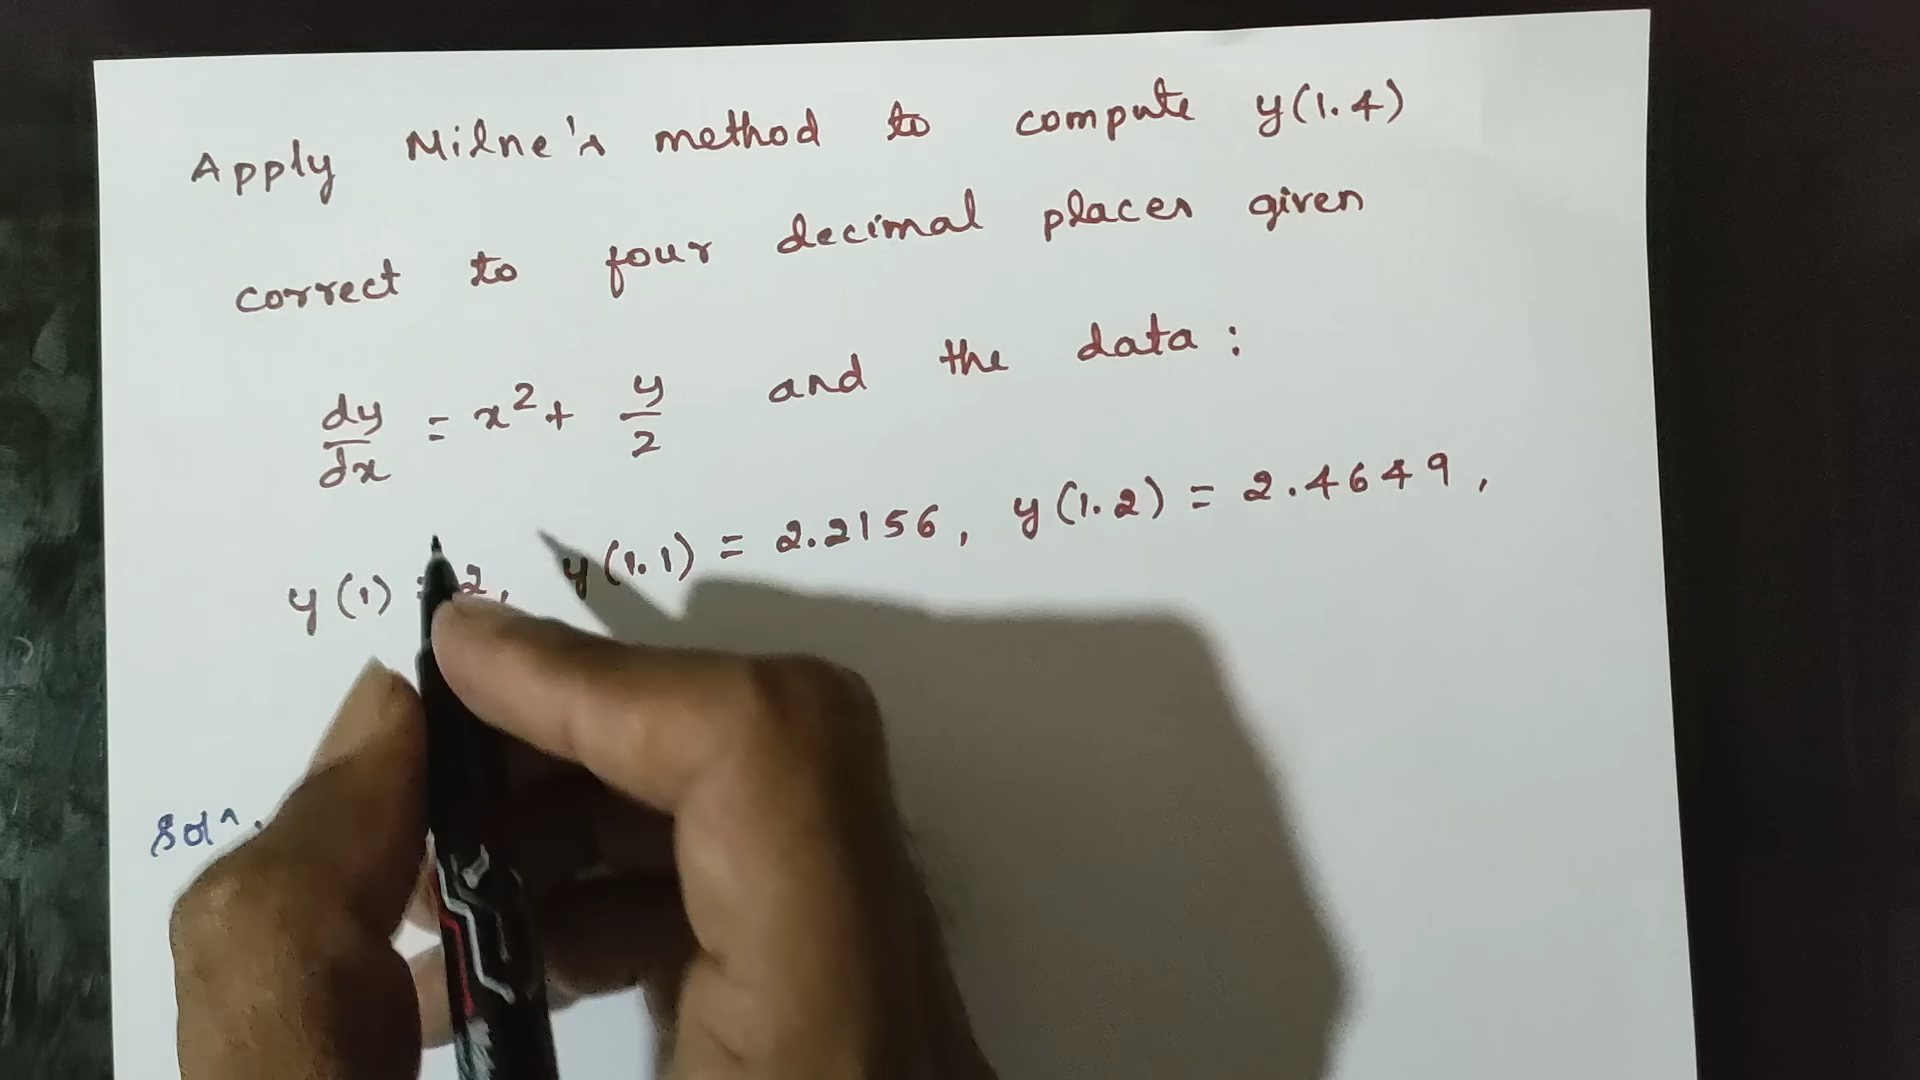 Apply Milne's method to compute y(1.4)
correct to four decimal places given
dy/dx = x² + y/2 and the data :
y(1) = 2, y(1.1) = 2.2156, y(1.2) = 2.4649,
Soln.